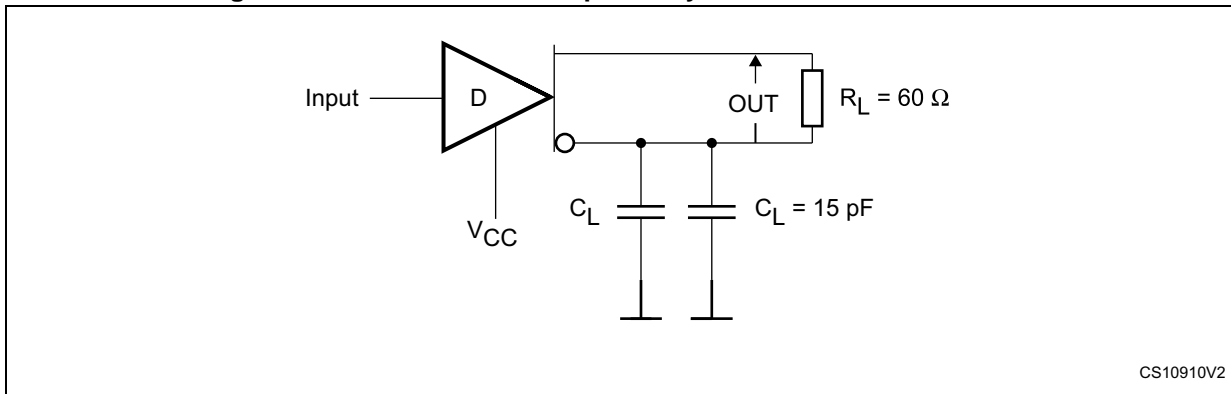 Input
D
OUT
R_L = 60 Ω
C_L
C_L = 15 pF
V_CC
CS10910V2